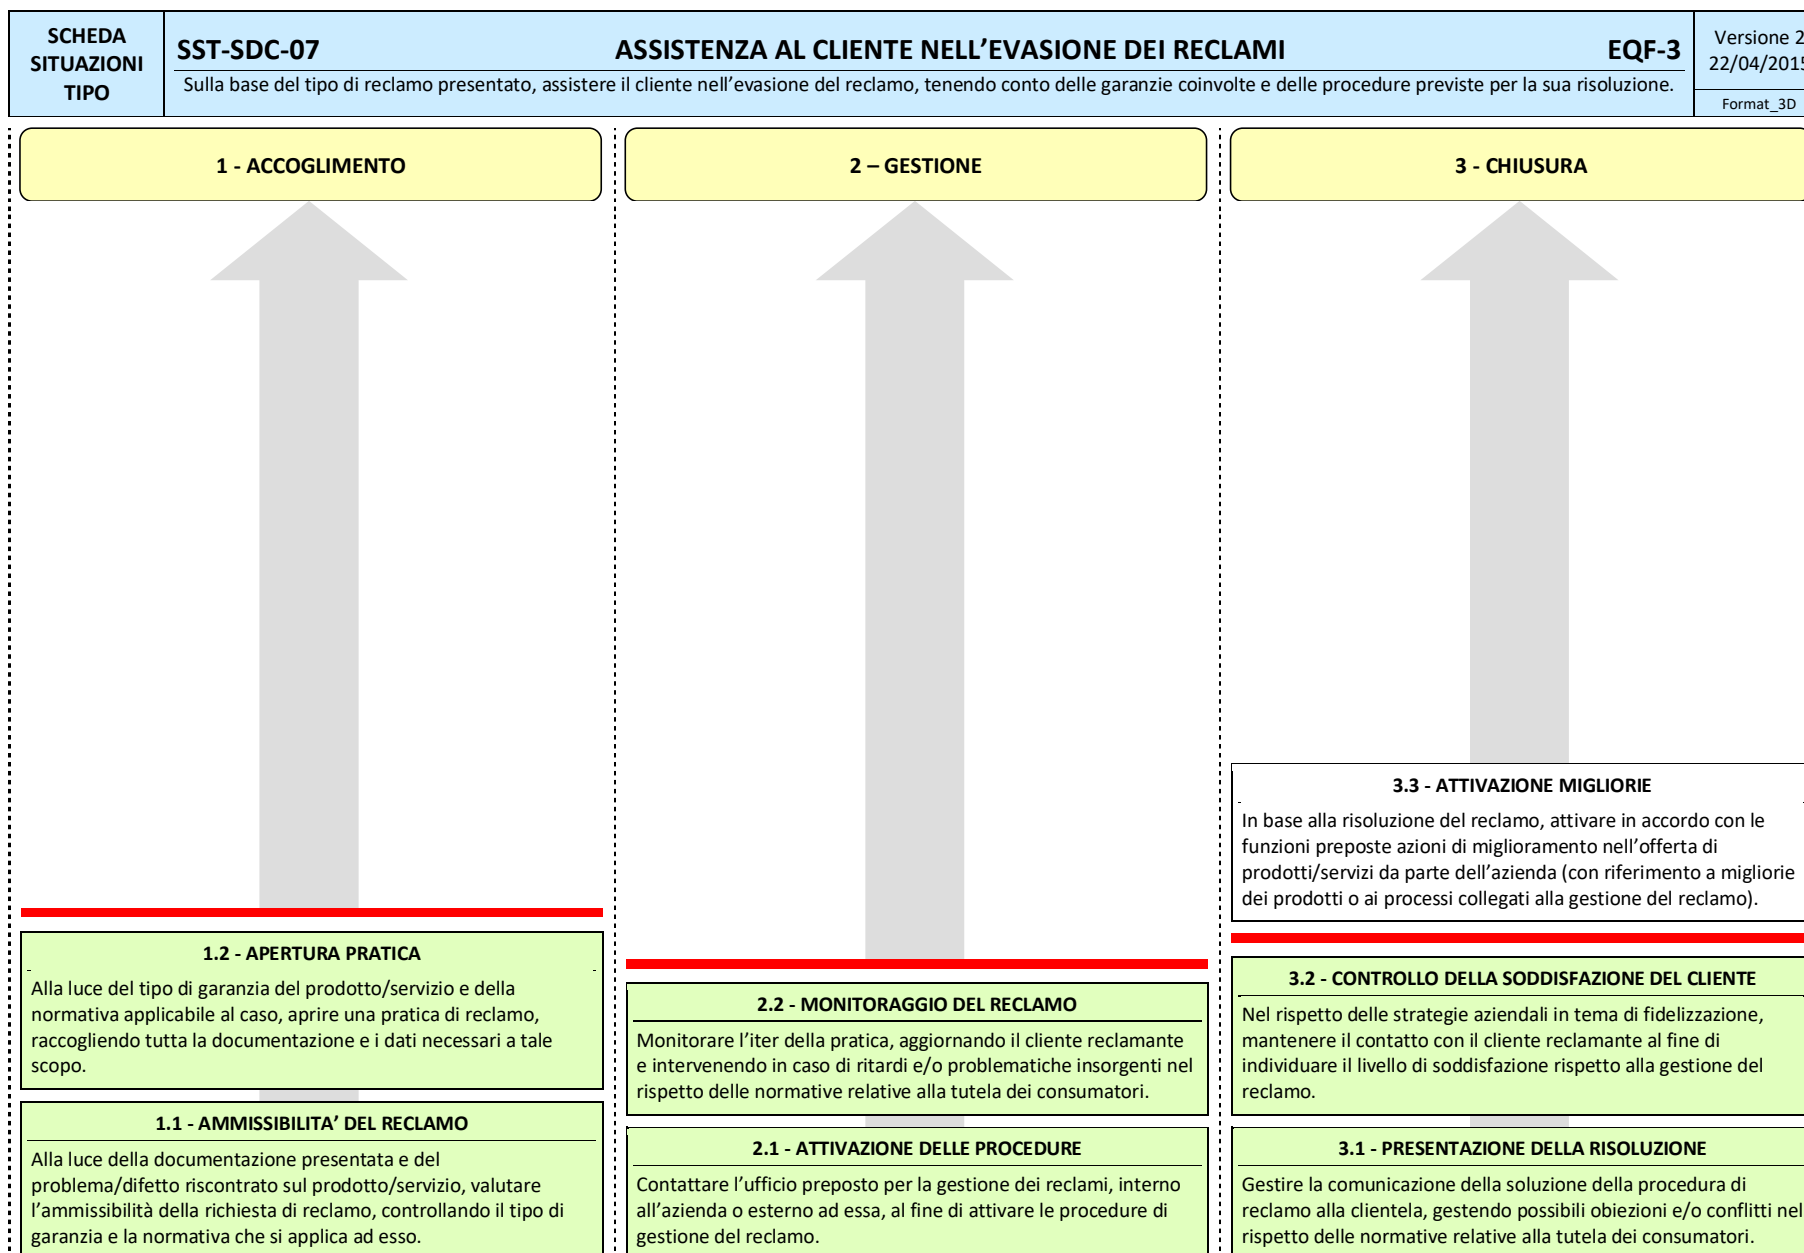 SCHEDA
SITUAZIONI
TIPO
SST-SDC-07 ASSISTENZA AL CLIENTE NELL’EVASIONE DEI RECLAMI EQF-3
Sulla base del tipo di reclamo presentato, assistere il cliente nell’evasione del reclamo, tenendo conto delle garanzie coinvolte e delle procedure previste per la sua risoluzione.
Versione 2
22/04/2015
Format_3D
1 - ACCOGLIMENTO
1.2 - APERTURA PRATICA
Alla luce del tipo di garanzia del prodotto/servizio e della
normativa applicabile al caso, aprire una pratica di reclamo,
raccogliendo tutta la documentazione e i dati necessari a tale
scopo.
1.1 - AMMISSIBILITA’ DEL RECLAMO
Alla luce della documentazione presentata e del
problema/difetto riscontrato sul prodotto/servizio, valutare
l’ammissibilità della richiesta di reclamo, controllando il tipo di
garanzia e la normativa che si applica ad esso.
2 – GESTIONE
2.2 - MONITORAGGIO DEL RECLAMO
Monitorare l’iter della pratica, aggiornando il cliente reclamante
e intervenendo in caso di ritardi e/o problematiche insorgenti nel
rispetto delle normative relative alla tutela dei consumatori.
2.1 - ATTIVAZIONE DELLE PROCEDURE
Contattare l’ufficio preposto per la gestione dei reclami, interno
all’azienda o esterno ad essa, al fine di attivare le procedure di
gestione del reclamo.
3 - CHIUSURA
3.3 - ATTIVAZIONE MIGLIORIE
In base alla risoluzione del reclamo, attivare in accordo con le
funzioni preposte azioni di miglioramento nell’offerta di
prodotti/servizi da parte dell’azienda (con riferimento a migliorie
dei prodotti o ai processi collegati alla gestione del reclamo).
3.2 - CONTROLLO DELLA SODDISFAZIONE DEL CLIENTE
Nel rispetto delle strategie aziendali in tema di fidelizzazione,
mantenere il contatto con il cliente reclamante al fine di
individuare il livello di soddisfazione rispetto alla gestione del
reclamo.
3.1 - PRESENTAZIONE DELLA RISOLUZIONE
Gestire la comunicazione della soluzione della procedura di
reclamo alla clientela, gestendo possibili obiezioni e/o conflitti nel
rispetto delle normative relative alla tutela dei consumatori.